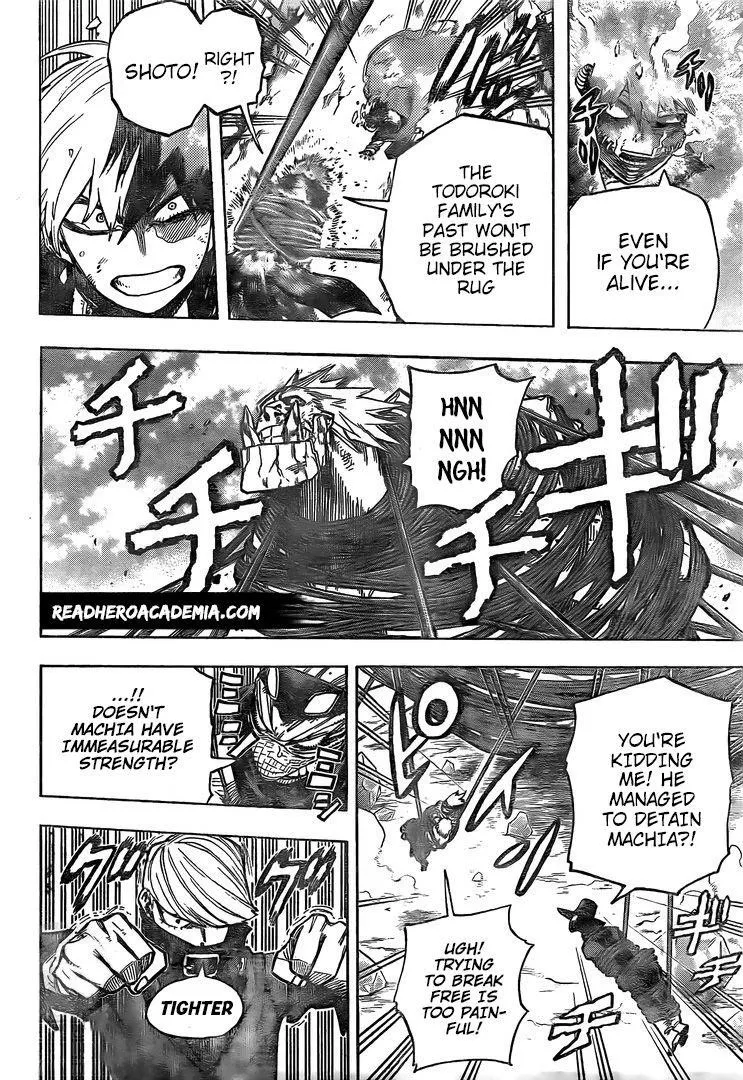 EVEN
IF YOU'RE
ALIVE...
THE
TODOROKI
FAMILY'S
PAST WON'T
BE BRUSHED
UNDER THE
RUG
SHOTO!
RIGHT
?!
ギチチチ
HNN
NNN
NGH!
READHEROACADEMIA.COM
YOU'RE
KIDDING
ME! HE
MANAGED
TO DETAIN
MACHIA?!
UGH!
TRYING
TO BREAK
FREE IS
TOO PAIN-
FUL!
...!!
DOESN'T
MACHIA HAVE
IMMEASURABLE
STRENGTH?
TIGHTER